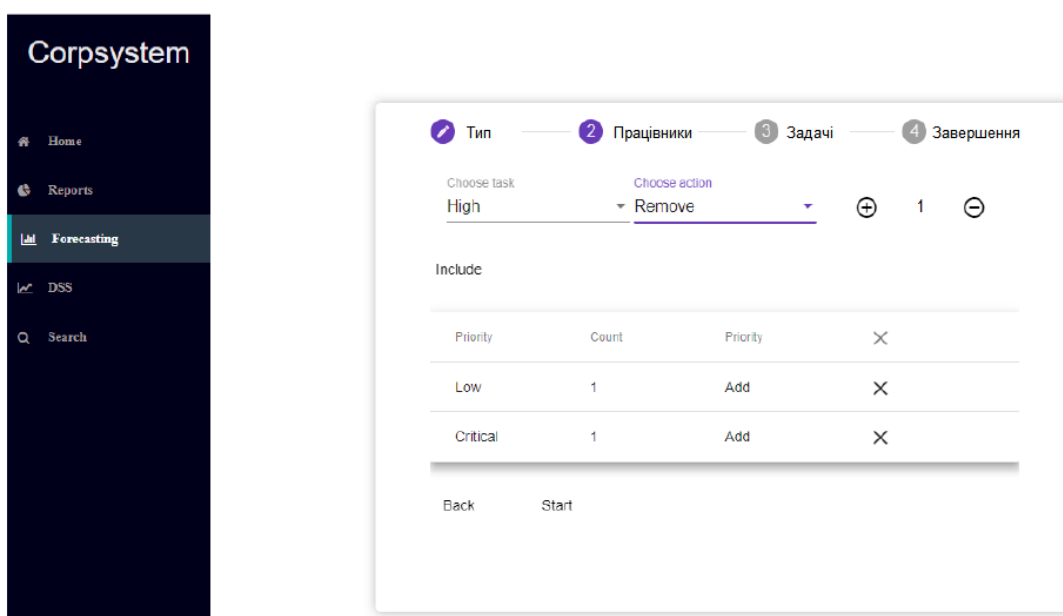 Corpsystem
Home
Reports
Forecasting
DSS
Search
Тип 2 Працівники 3 Задачі 4 Завершення
Choose task Choose action
High Remove 1
Include
Priority Count Priority
Low 1 Add
Critical 1 Add
Back Start